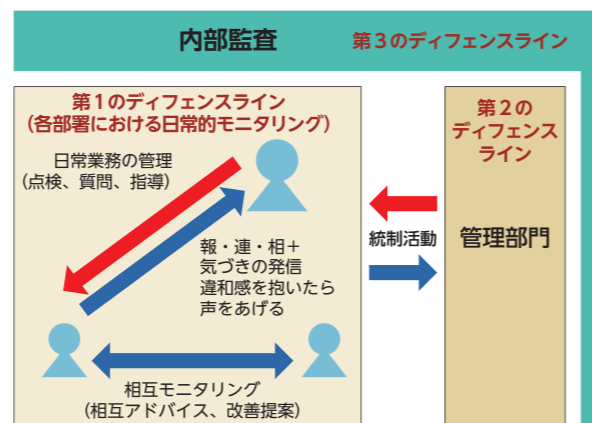 内部監査
第3のディフェンスライン
第1のディフェンスライン
(各部署における日常的モニタリング)
日常業務の管理
(点検、質問、指導)
報・連・相+
気づきの発信
違和感を抱いたら
声をあげる
相互モニタリング
(相互アドバイス、改善提案)
統制活動
第2の
ディフェンス
ライン
管理部門